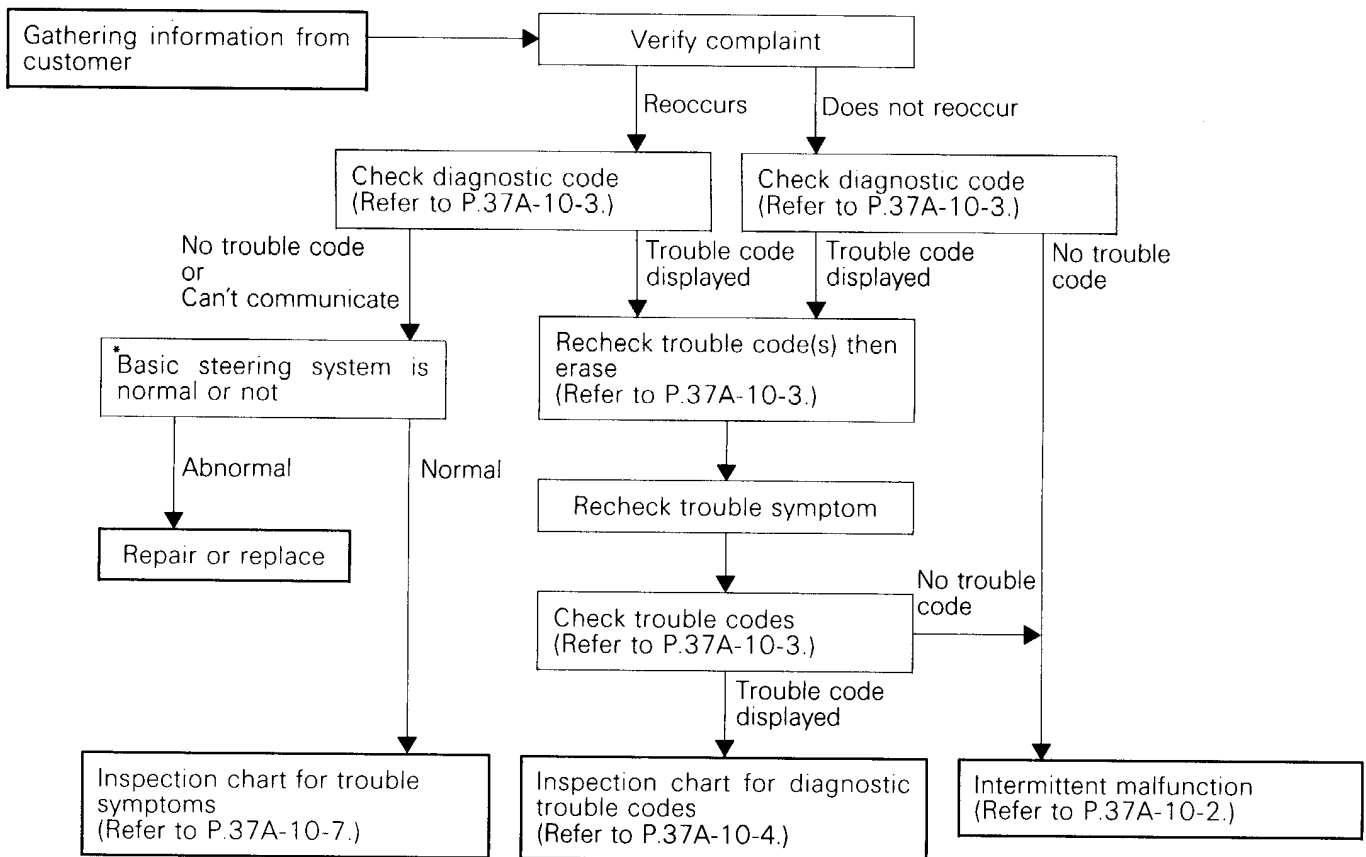 Gathering information from
customer
Verify complaint
Reoccurs
Does not reoccur
Check diagnostic code
(Refer to P.37A-10-3.)
Check diagnostic code
(Refer to P.37A-10-3.)
No trouble code
or
Can't communicate
Trouble code
displayed
Trouble code
displayed
No trouble
code
*Basic steering system is
normal or not
Recheck trouble code(s) then
erase
(Refer to P.37A-10-3.)
Abnormal
Normal
Recheck trouble symptom
Repair or replace
No trouble
code
Check trouble codes
(Refer to P.37A-10-3.)
Trouble code
displayed
Inspection chart for trouble
symptoms
(Refer to P.37A-10-7.)
Inspection chart for diagnostic
trouble codes
(Refer to P.37A-10-4.)
Intermittent malfunction
(Refer to P.37A-10-2.)